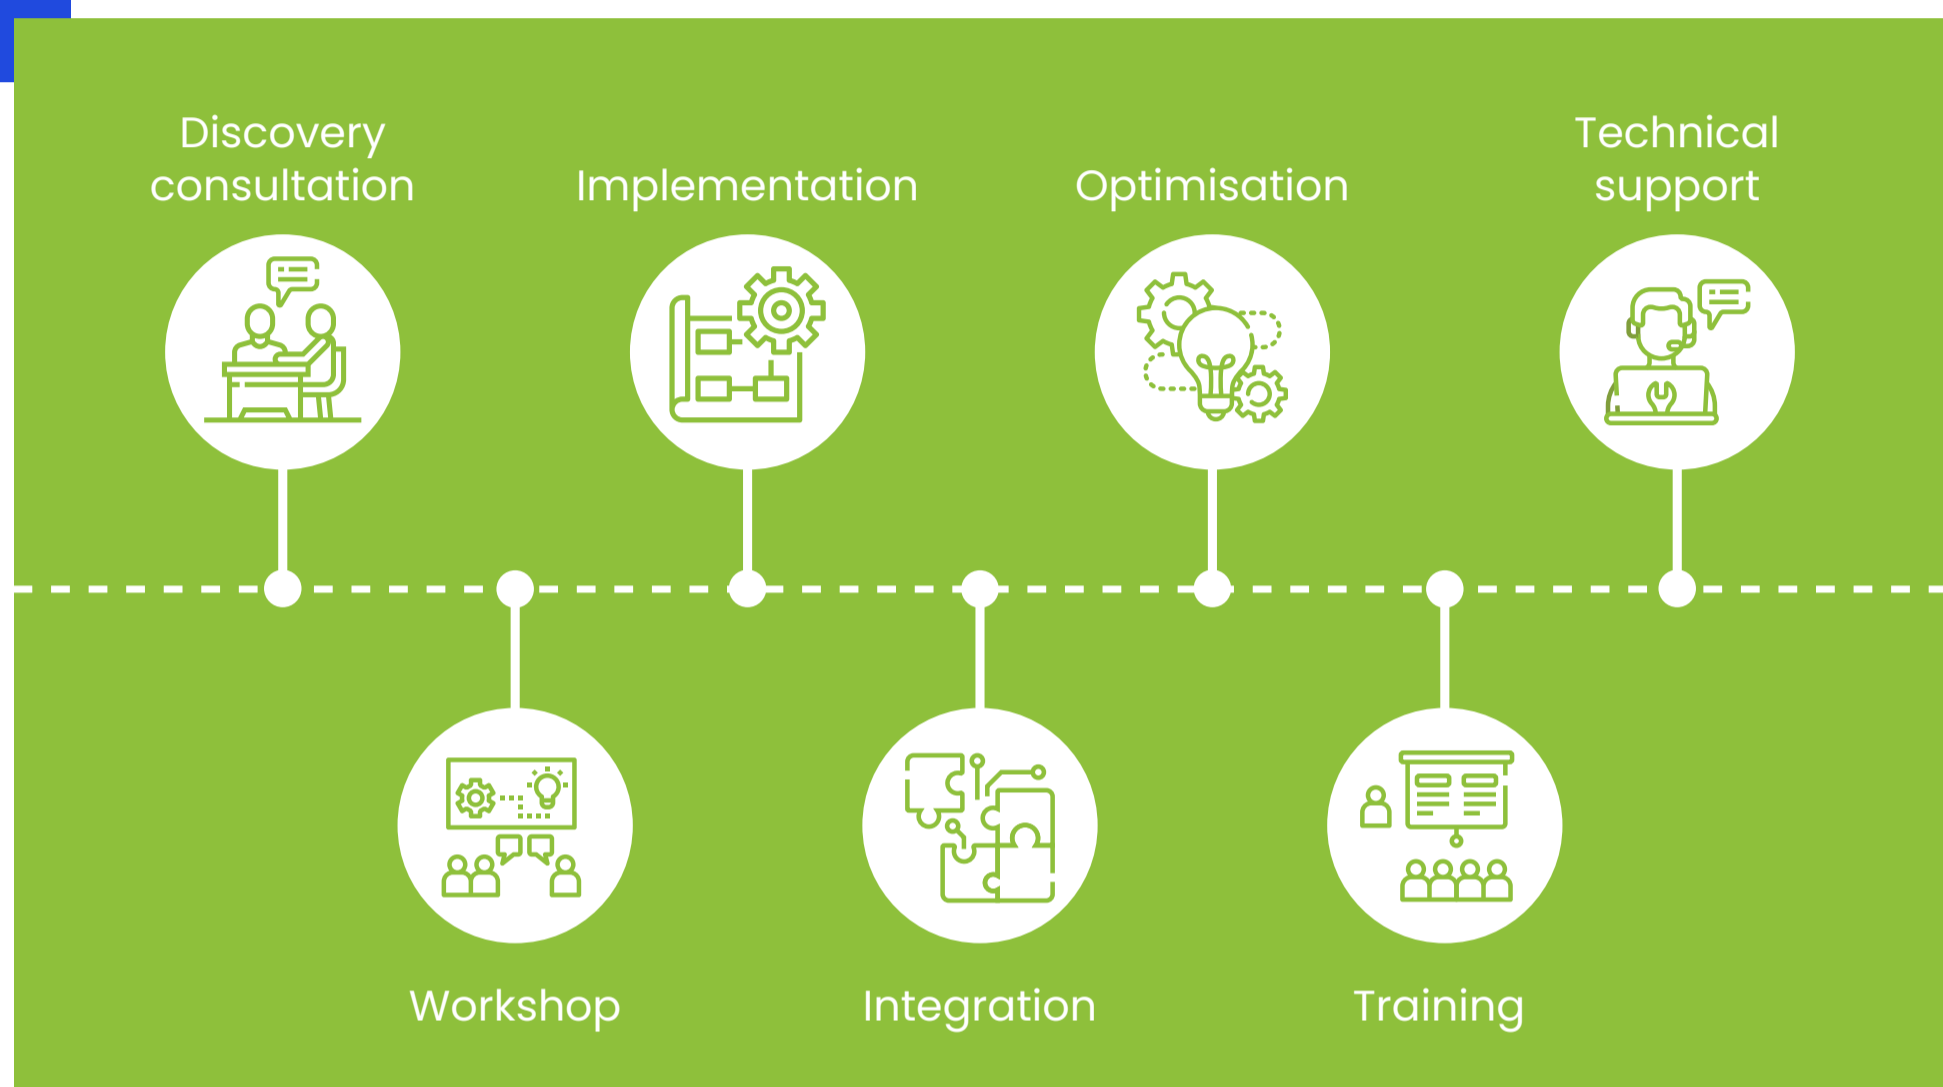 Discovery
consultation
Workshop
Implementation
Integration
Optimisation
Training
Technical
support